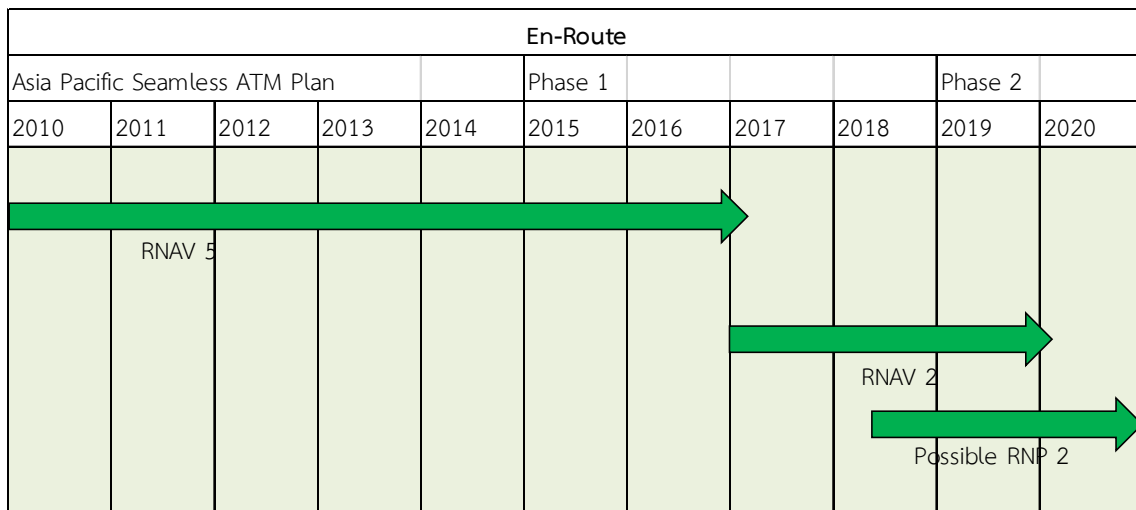 En-Route
Asia Pacific Seamless ATM Plan Phase 1 Phase 2
2010 2011 2012 2013 2014 2015 2016 2017 2018 2019 2020
RNAV 5
RNAV 2
Possible RNP 2